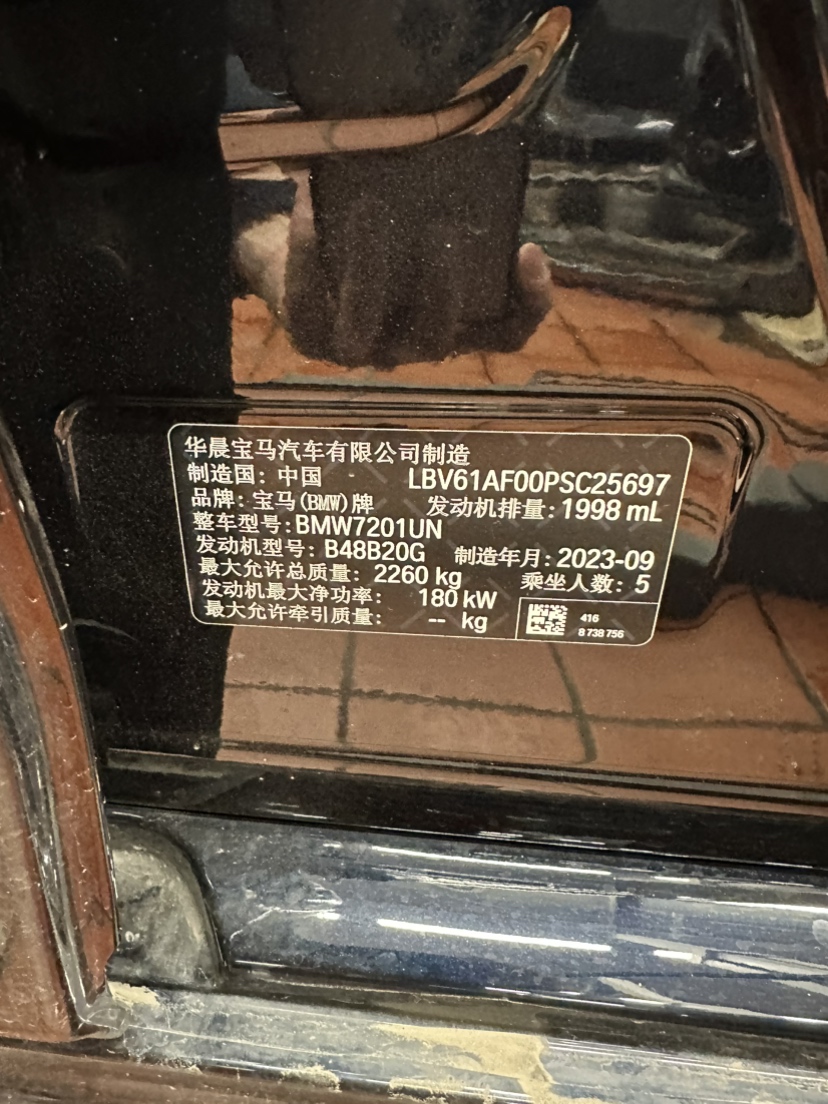 华晨宝马汽车有限公司制造
制造国：中国 LBV61AF00PSC25697
品牌：宝马(BMW)牌 发动机排量：1998 mL
整车型号：BMW7201UN
发动机型号：B48B20G 制造年月：2023-09
最大允许总质量： 2260 kg 乘坐人数：5
发动机最大净功率： 180 kW
最大允许牵引质量： -- kg
416
8 738 756